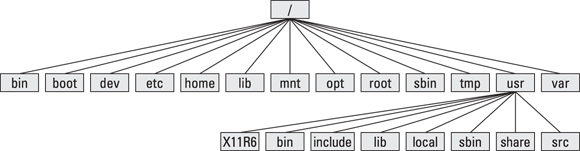 /
bin boot dev etc home lib mnt opt root sbin tmp usr var
X11R6 bin include lib local sbin share src